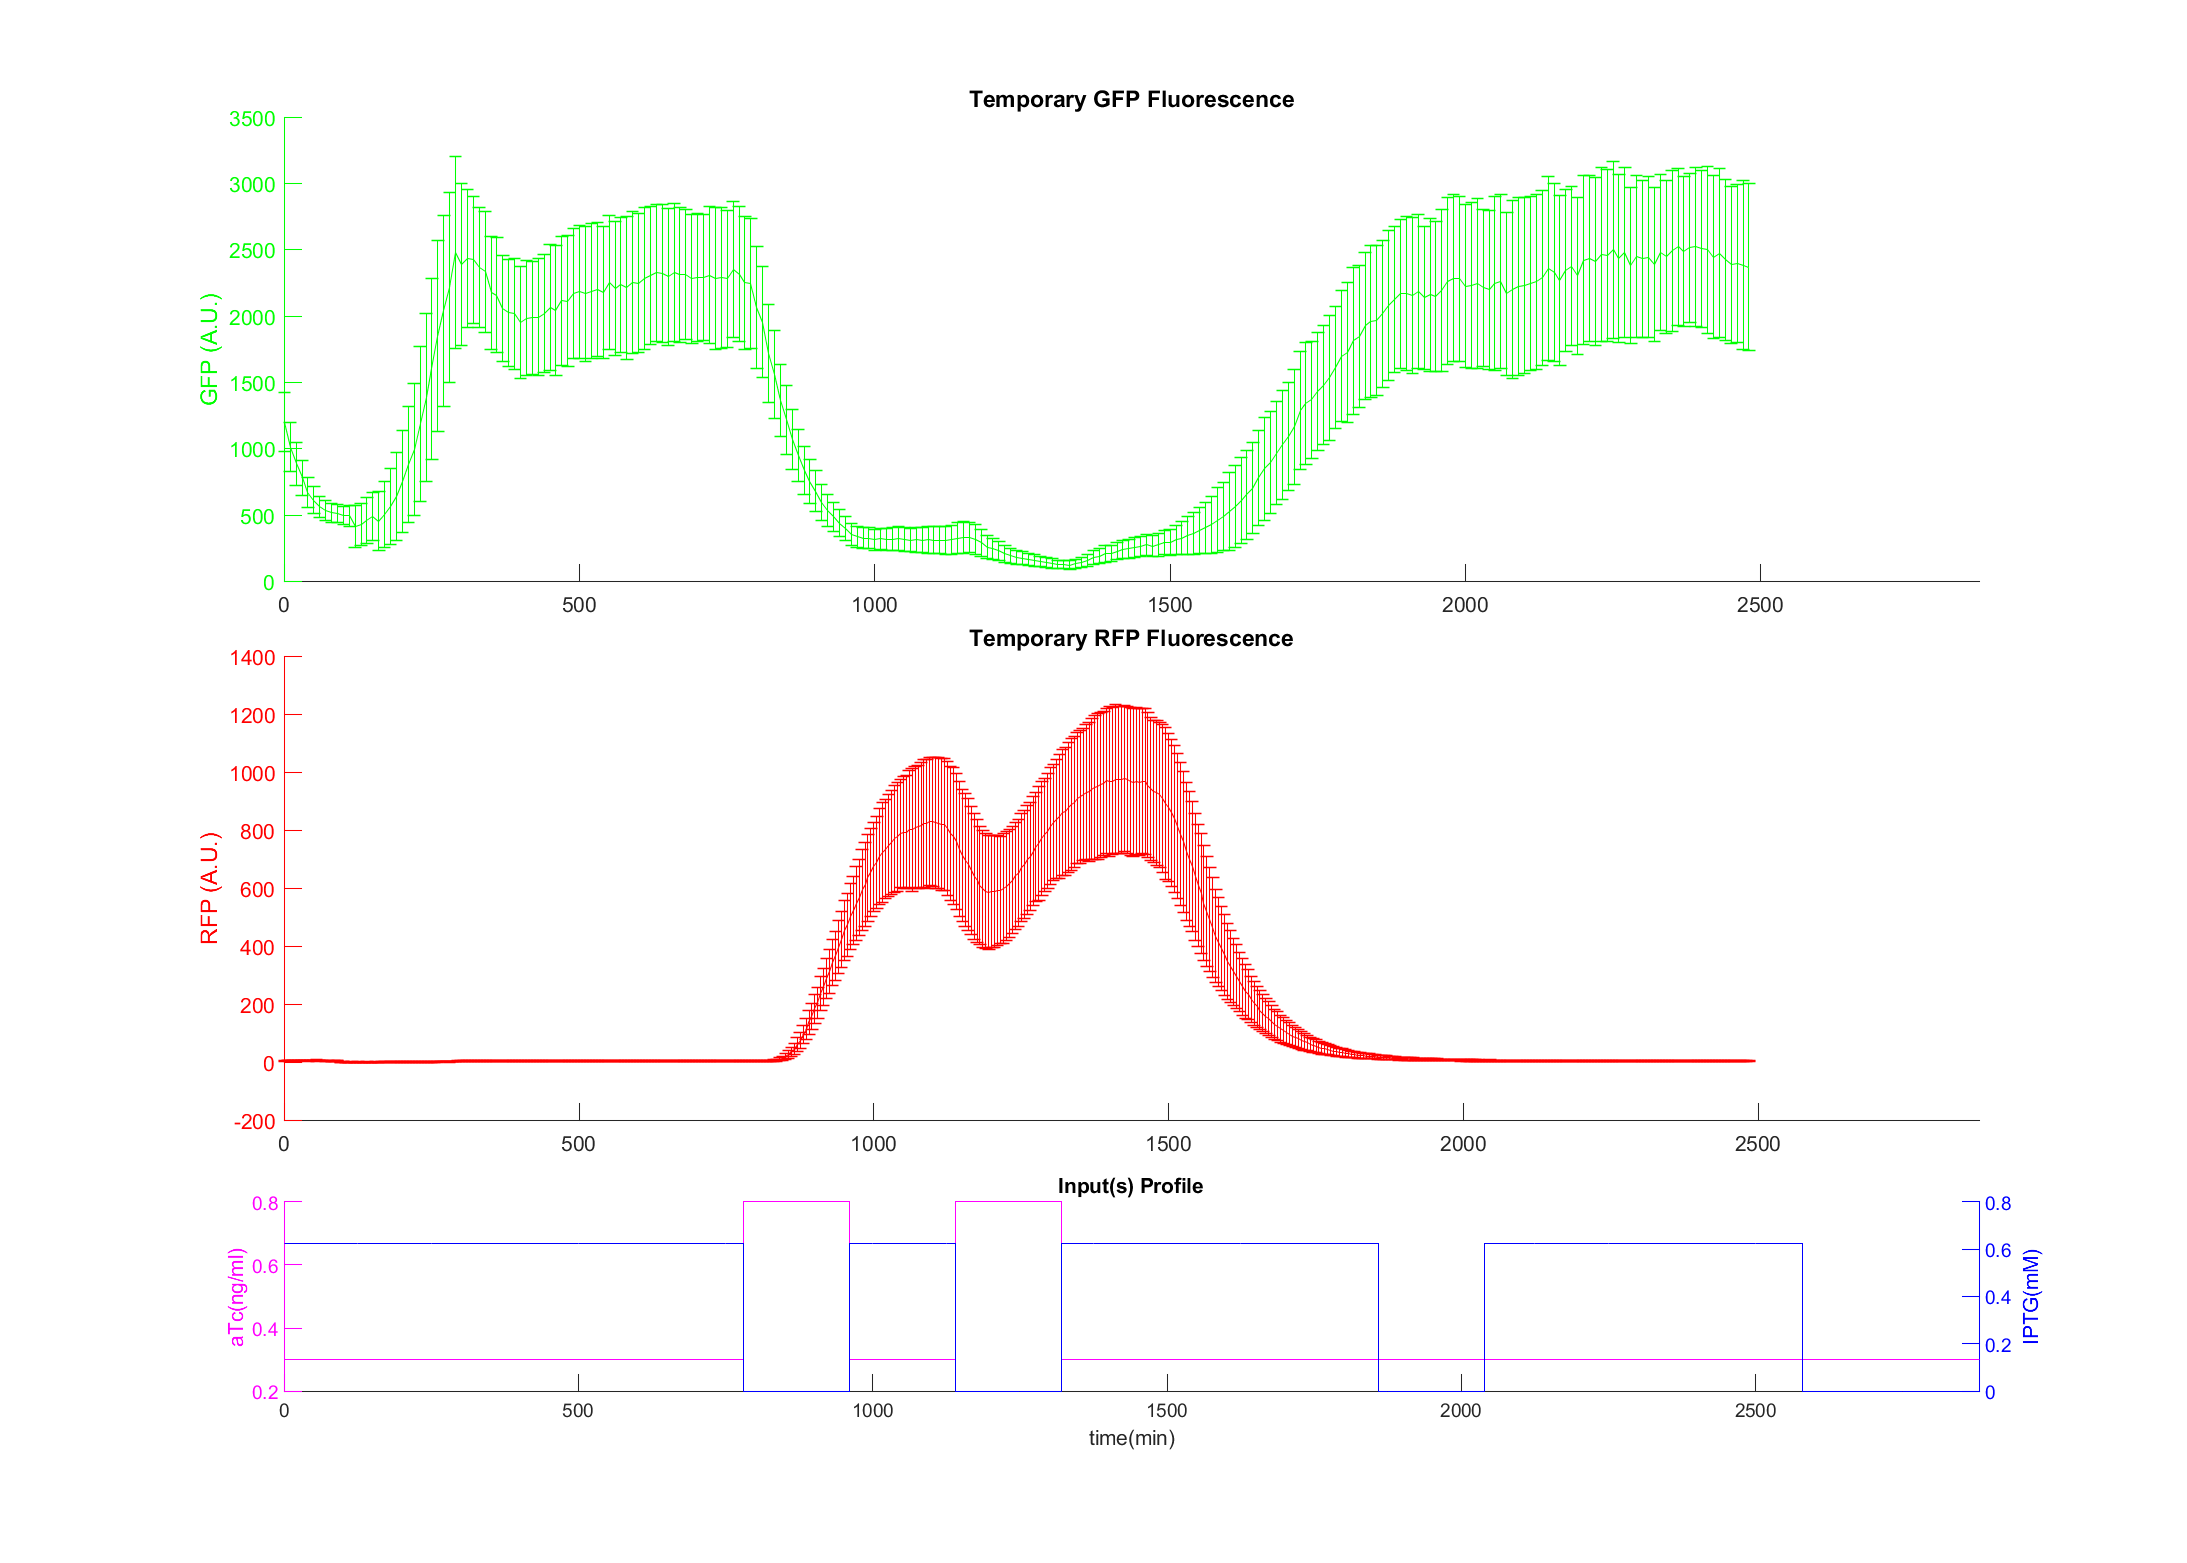 Temporary GFP Fluorescence
3500
3000
2500
2000
1500
1000
500
0
GFP (A.U.)
0 500 1000 1500 2000 2500
Temporary RFP Fluorescence
1400
1200
1000
800
600
400
200
0
-200
RFP (A.U.)
0 500 1000 1500 2000 2500
Input(s) Profile
0.8
0.6
0.4
0.2
aTc(ng/ml)
0.8
0.6
0.4
0.2
0
IPTG(mM)
0 500 1000 1500 2000 2500
time(min)